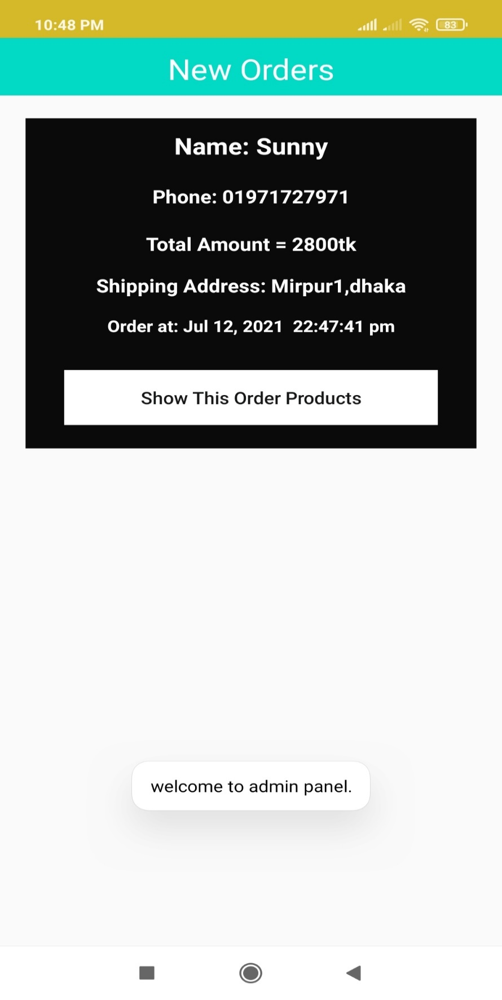 10:48 PM
83
New Orders
Name: Sunny
Phone: 01971727971
Total Amount = 2800tk
Shipping Address: Mirpur1,dhaka
Order at: Jul 12, 2021  22:47:41 pm
Show This Order Products
welcome to admin panel.